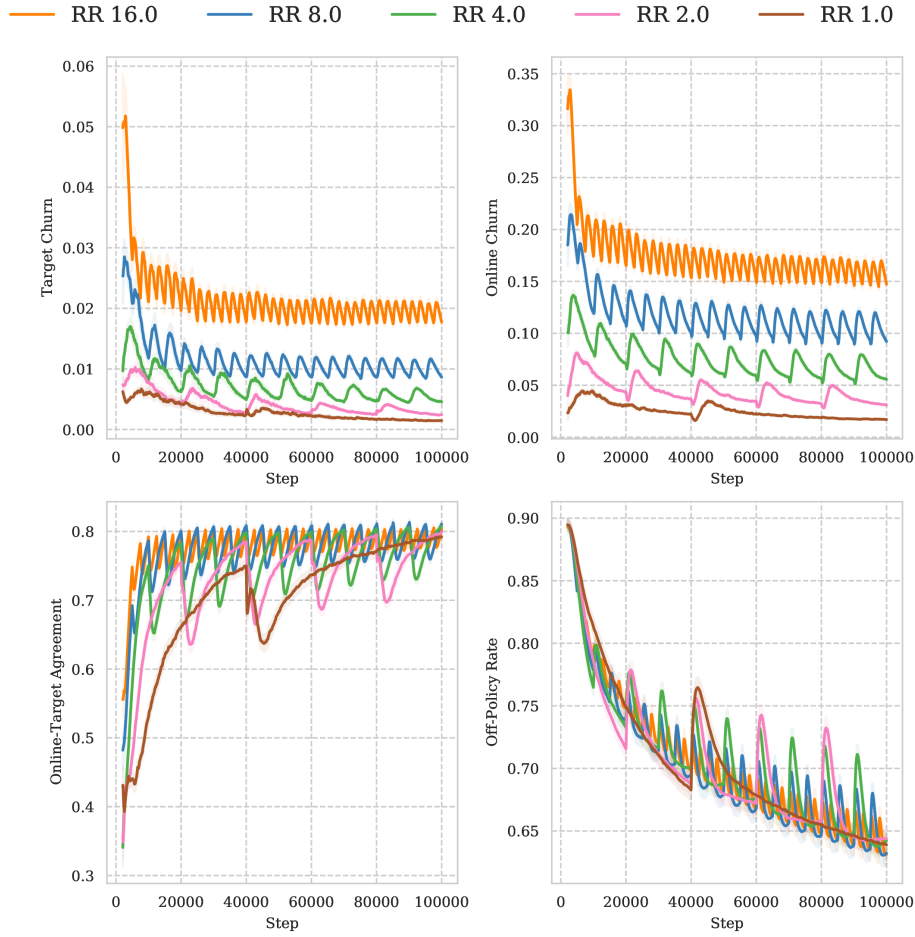 RR 16.0 RR 8.0 RR 4.0 RR 2.0 RR 1.0
Target Churn
0.06
0.05
0.04
0.03
0.02
0.01
0.00
0 20000 40000 60000 80000 100000
Step
Online Churn
0.35
0.30
0.25
0.20
0.15
0.10
0.05
0.00
0 20000 40000 60000 80000 100000
Step
Online-Target Agreement
0.8
0.7
0.6
0.5
0.4
0.3
0 20000 40000 60000 80000 100000
Step
Off-Policy Rate
0.90
0.85
0.80
0.75
0.70
0.65
0 20000 40000 60000 80000 100000
Step